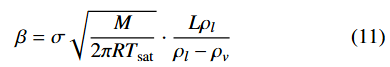 β = σ √(M / 2πRT_sat) · Lρ_l / (ρ_l − ρ_v) (11)